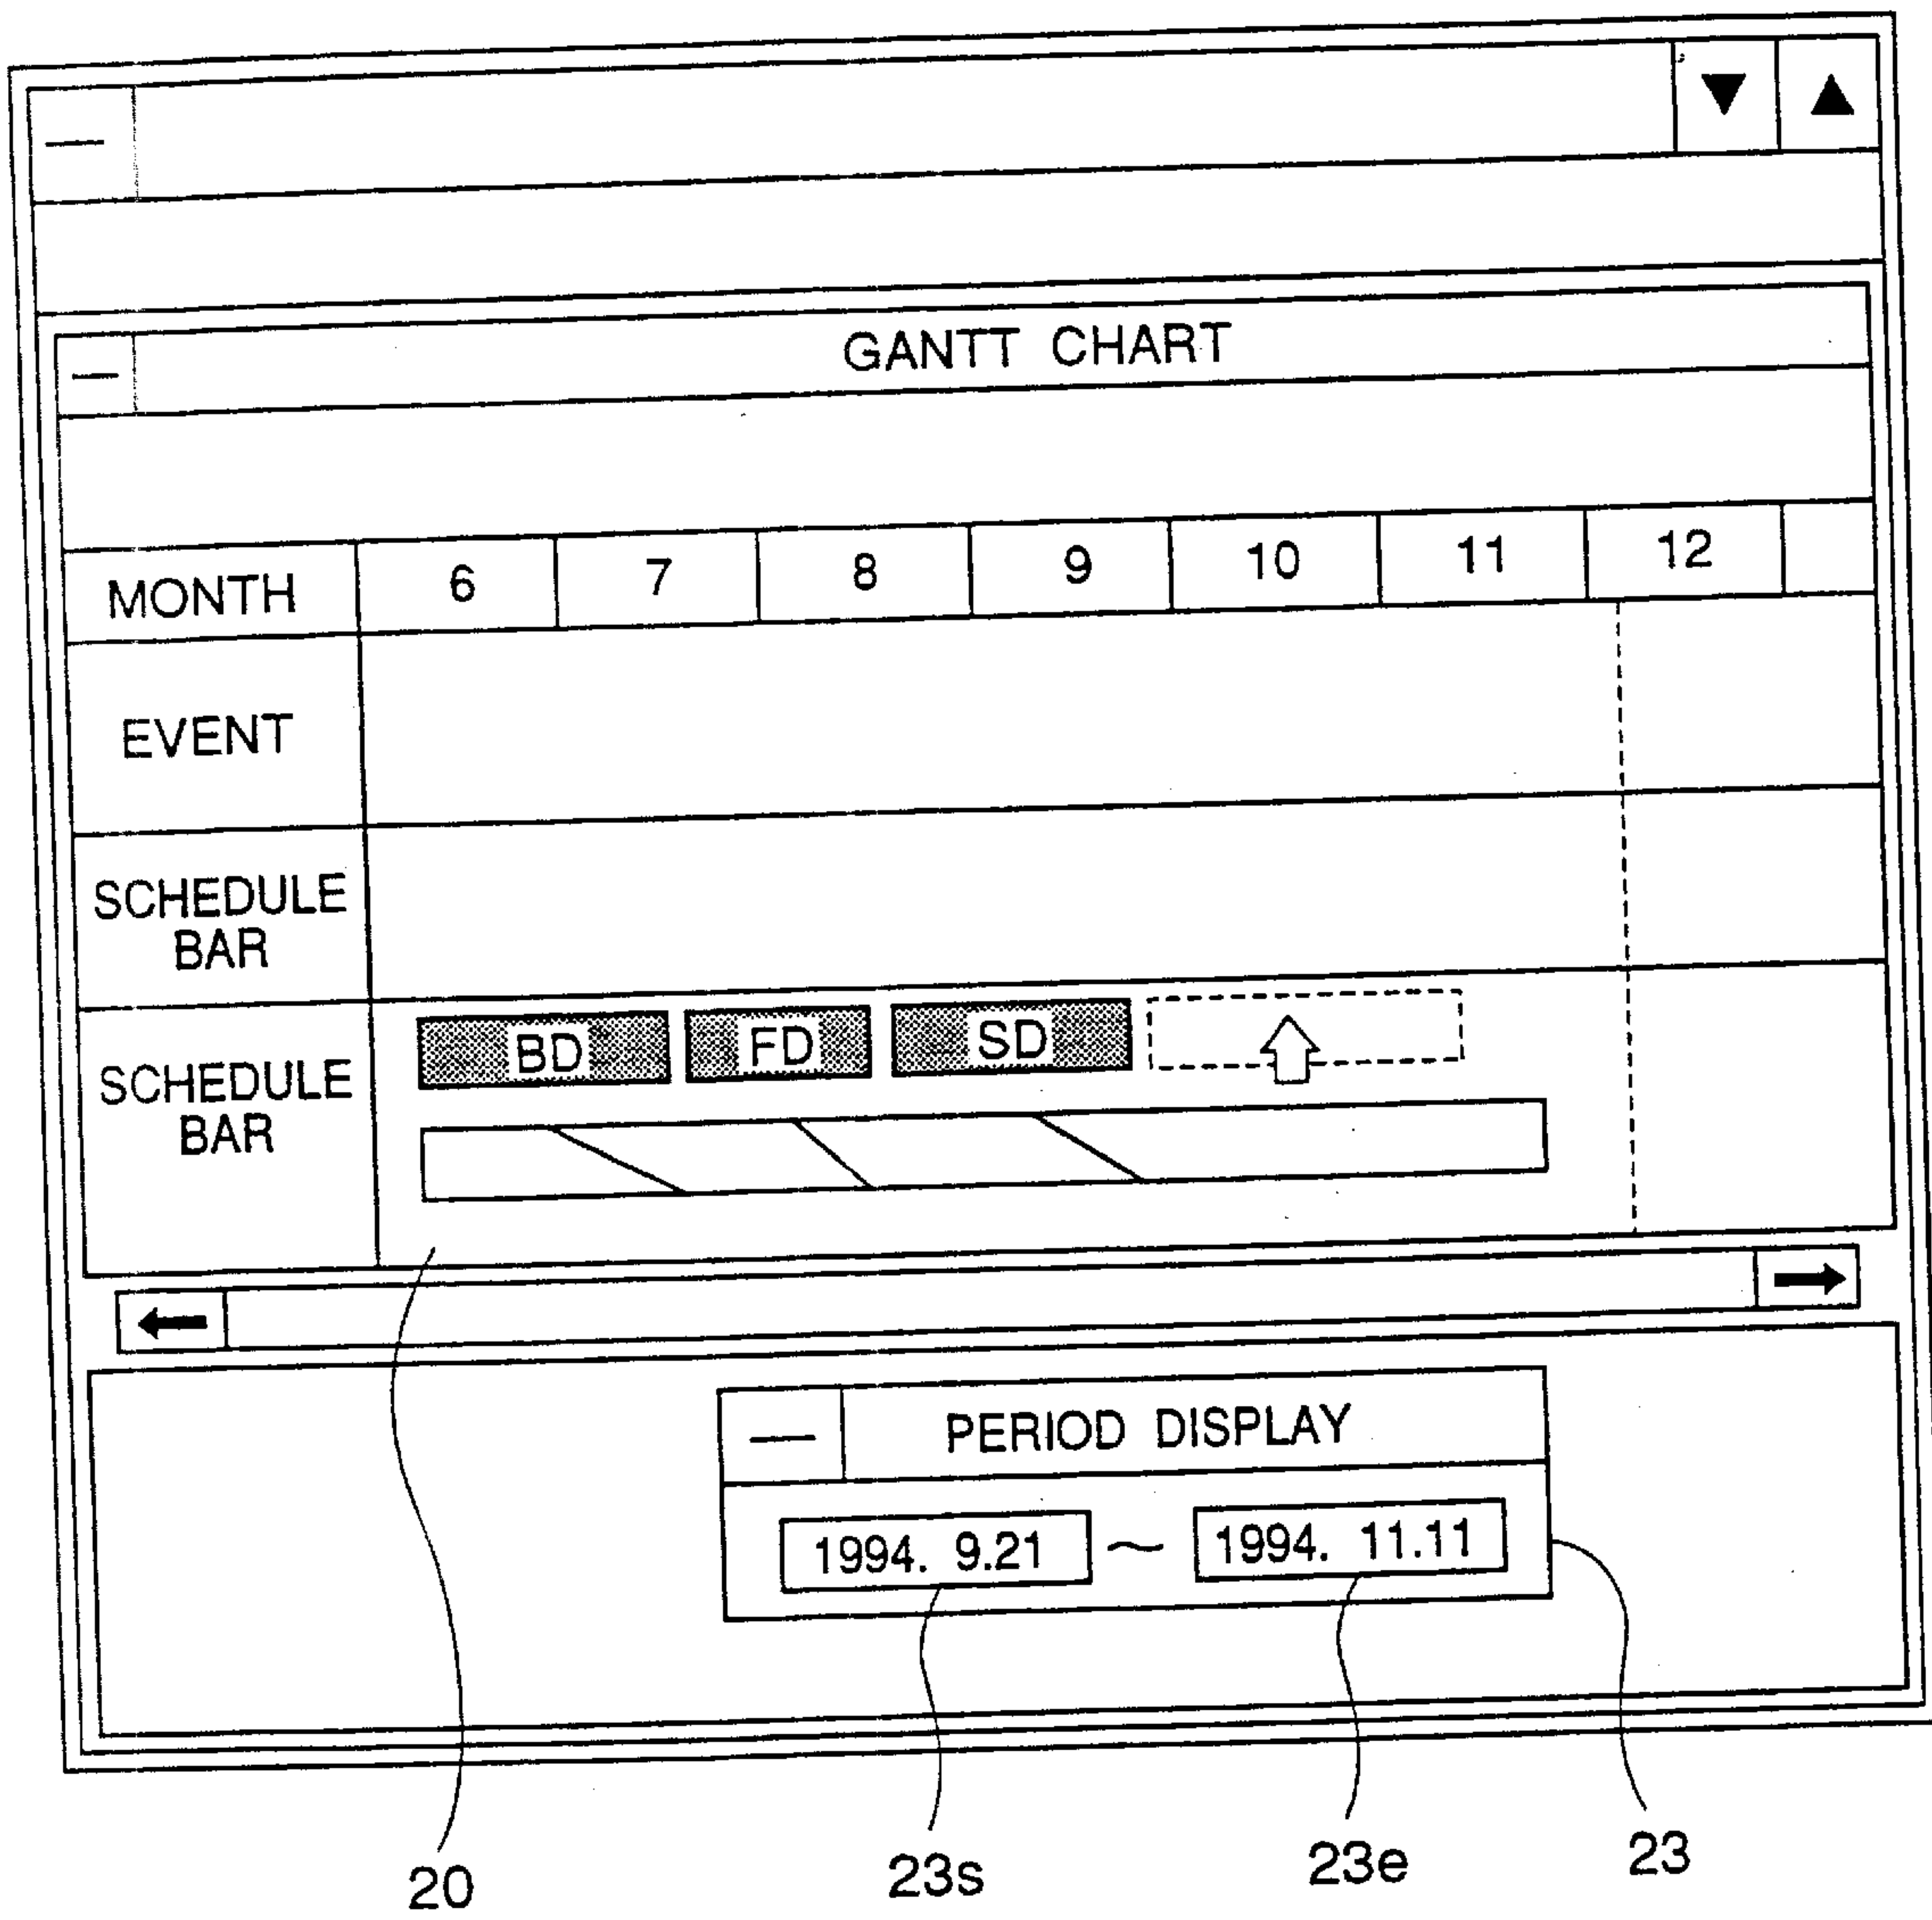 GANTT CHART
MONTH 6 7 8 9 10 11 12
EVENT
SCHEDULE
BAR
BD FD SD
SCHEDULE
BAR
PERIOD DISPLAY
1994. 9.21 ~ 1994. 11.11
20 23s 23e 23